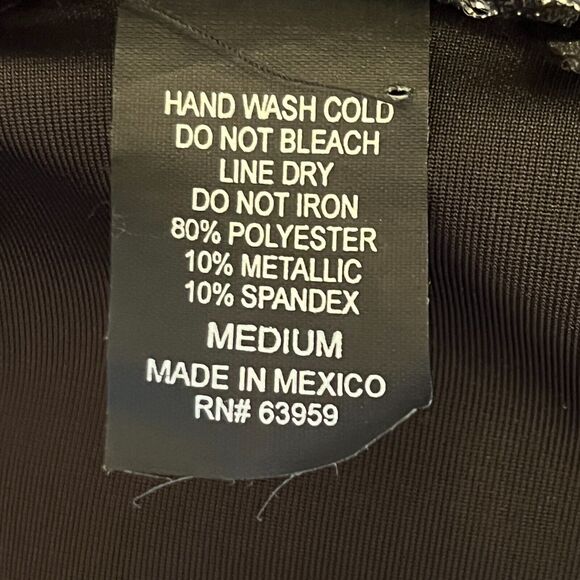 HAND WASH COLD
DO NOT BLEACH
LINE DRY
DO NOT IRON
80% POLYESTER
10% METALLIC
10% SPANDEX
MEDIUM
MADE IN MEXICO
RN# 63959